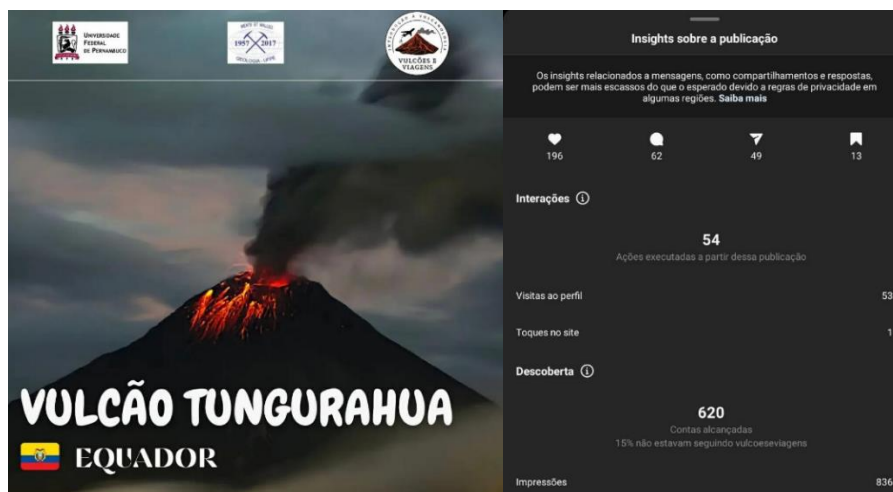 UNIVERSIDADE
FEDERAL
DE PERNAMBUCO
1957 2017
GEOLOGIA - UFPE
VULCÕES E
VIAGENS
VULCÃO TUNGURAHUA
EQUADOR
Insights sobre a publicação
Os insights relacionados a mensagens, como compartilhamentos e respostas,
podem ser mais escassos do que o esperado devido a regras de privacidade em
algumas regiões. Saiba mais
196 62 49 13
Interações
54
Ações executadas a partir dessa publicação
Visitas ao perfil 53
Toques no site 1
Descoberta
620
Contas alcançadas
15% não estavam seguindo vulcoeseviagens
Impressões 836